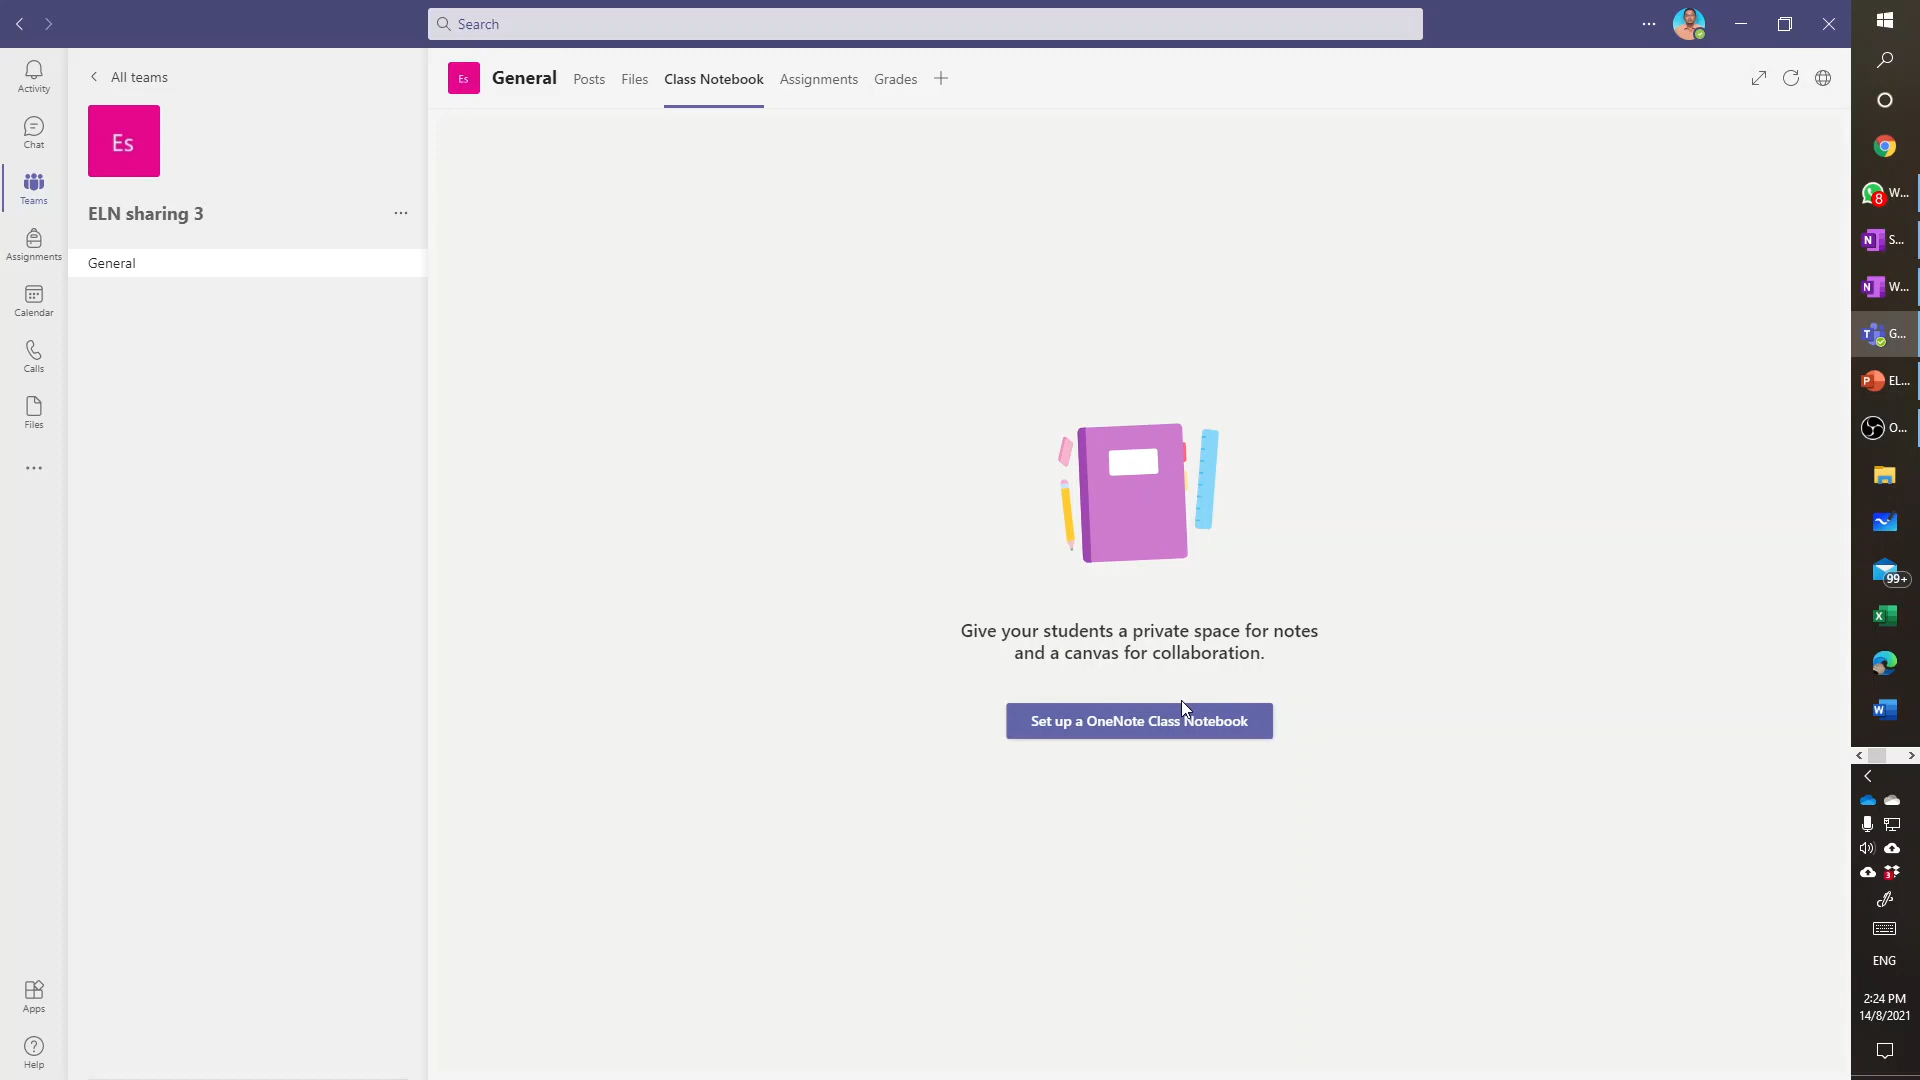 Search
Activity
Chat
Teams
Assignments
Calendar
Calls
Files
Apps
Help
All teams
Es
ELN sharing 3
General
Es
General
Posts
Files
Class Notebook
Assignments
Grades
Give your students a private space for notes
and a canvas for collaboration.
Set up a OneNote Class Notebook
8
W...
N
S...
N
W...
T
G...
P
EL...
O...
99+
X
W
3
ENG
2:24 PM
14/8/2021